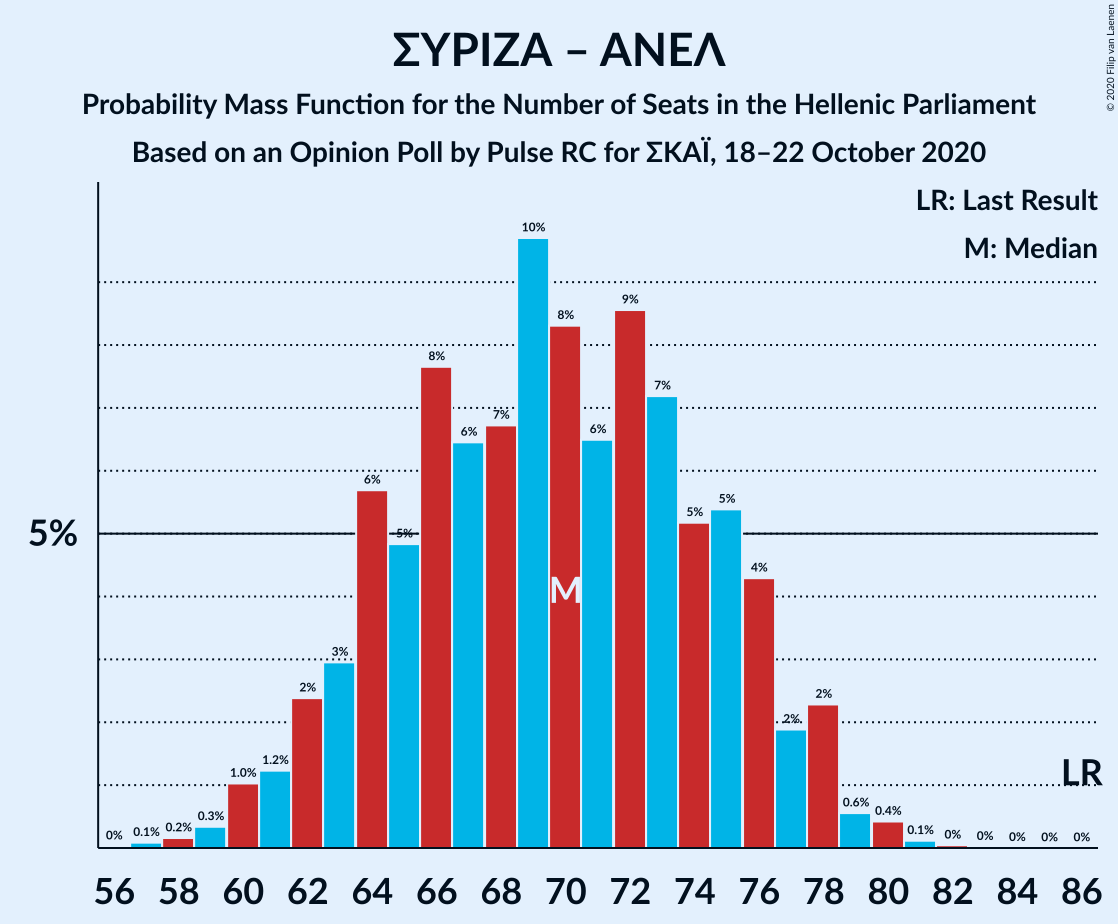 ΣΥΡΙΖΑ – ΑΝΕΛ
Probability Mass Function for the Number of Seats in the Hellenic Parliament
Based on an Opinion Poll by Pulse RC for ΣΚΑΪ, 18–22 October 2020
© 2020 Filip van Laenen
LR: Last Result
M: Median
5%
0% 0.1% 0.2% 0.3% 1.0% 1.2% 2% 3% 6% 5% 8% 6% 7% 10% 8% 6% 9% 7% 5% 5% 4% 2% 2% 0.6% 0.4% 0.1% 0% 0% 0% 0% 0%
M
LR
56 58 60 62 64 66 68 70 72 74 76 78 80 82 84 86